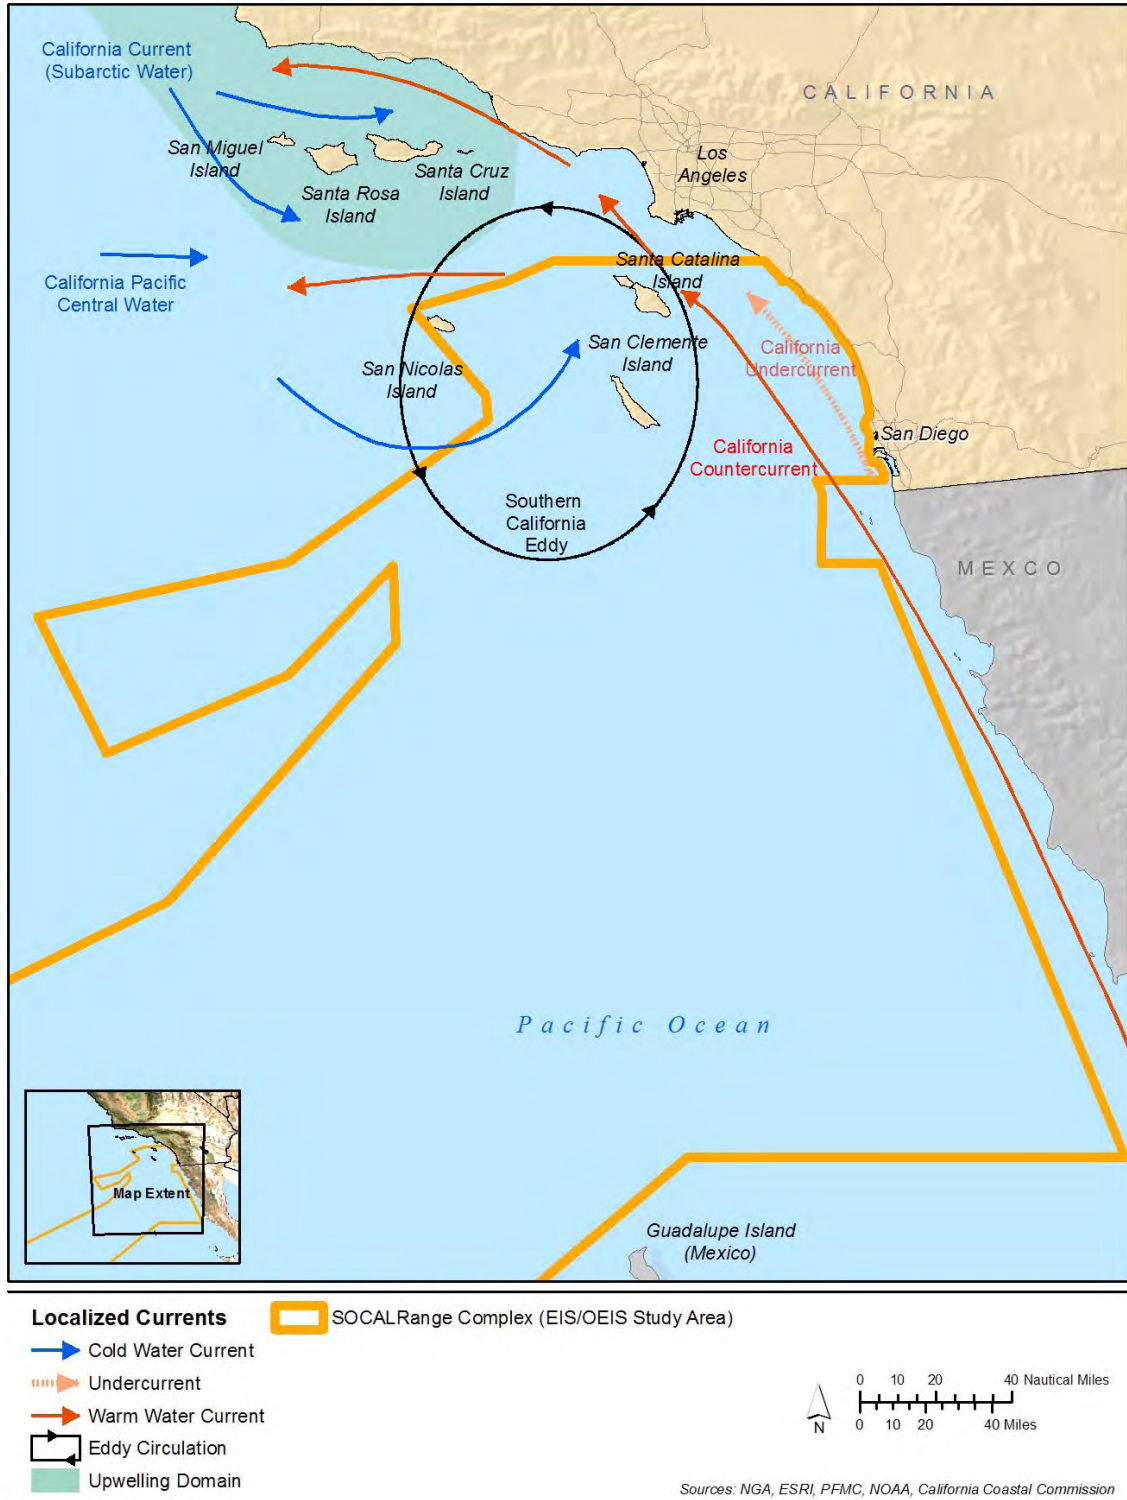 California Current
(Subarctic Water)
CALIFORNIA
San Miguel
Island
Santa Rosa
Island
Santa Cruz
Island
Los
Angeles
Santa Catalina
Island
California Pacific
Central Water
San Nicolas
Island
San Clemente
Island
California
Undercurrent
San Diego
California
Countercurrent
Southern
California
Eddy
MEXCO
Pacific Ocean
Map Extent
Guadalupe Island
(Mexico)
Localized Currents
SOCALRange Complex (EIS/OEIS Study Area)
Cold Water Current
Undercurrent
Warm Water Current
Eddy Circulation
Upwelling Domain
N
0 10 20 40 Nautical Miles
0 10 20 40 Miles
Sources: NGA, ESRI, PFMC, NOAA, California Coastal Commission